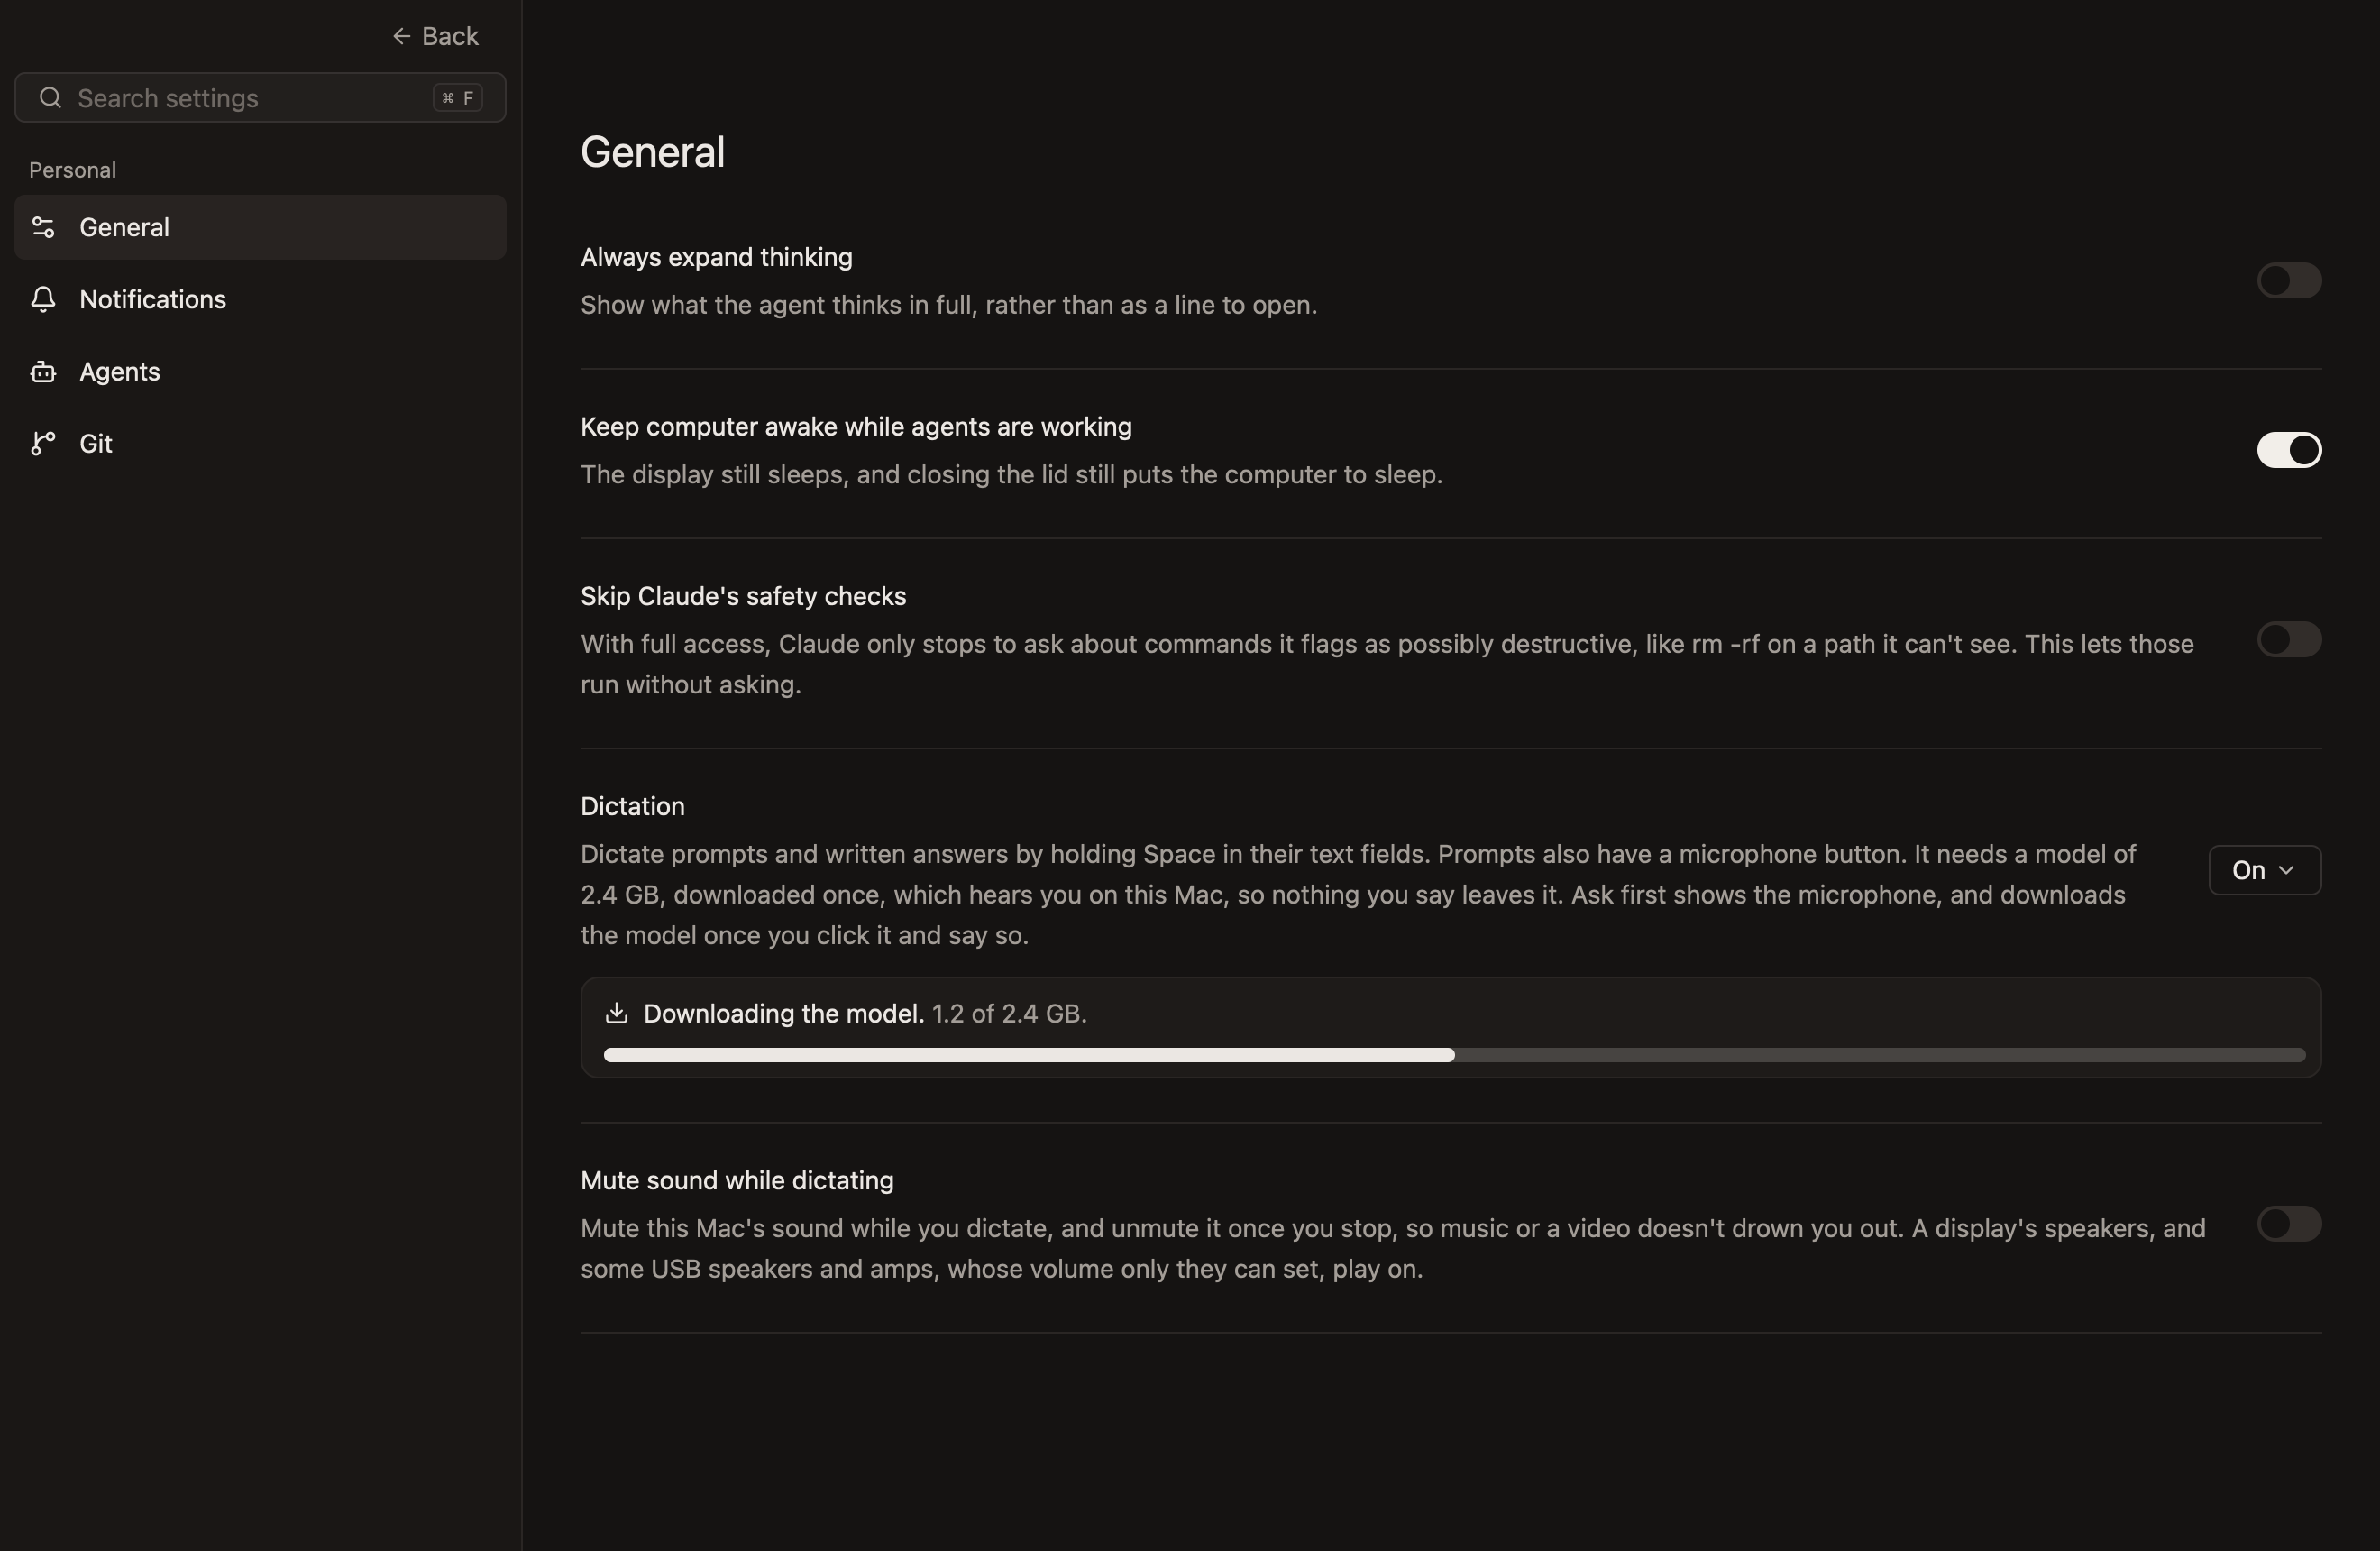 Back
Search settings
⌘ F
Personal
General
Notifications
Agents
Git
General
Always expand thinking
Show what the agent thinks in full, rather than as a line to open.
Keep computer awake while agents are working
The display still sleeps, and closing the lid still puts the computer to sleep.
Skip Claude's safety checks
With full access, Claude only stops to ask about commands it flags as possibly destructive, like rm -rf on a path it can't see. This lets those
run without asking.
Dictation
Dictate prompts and written answers by holding Space in their text fields. Prompts also have a microphone button. It needs a model of
2.4 GB, downloaded once, which hears you on this Mac, so nothing you say leaves it. Ask first shows the microphone, and downloads
the model once you click it and say so.
On
Downloading the model. 1.2 of 2.4 GB.
Mute sound while dictating
Mute this Mac's sound while you dictate, and unmute it once you stop, so music or a video doesn't drown you out. A display's speakers, and
some USB speakers and amps, whose volume only they can set, play on.